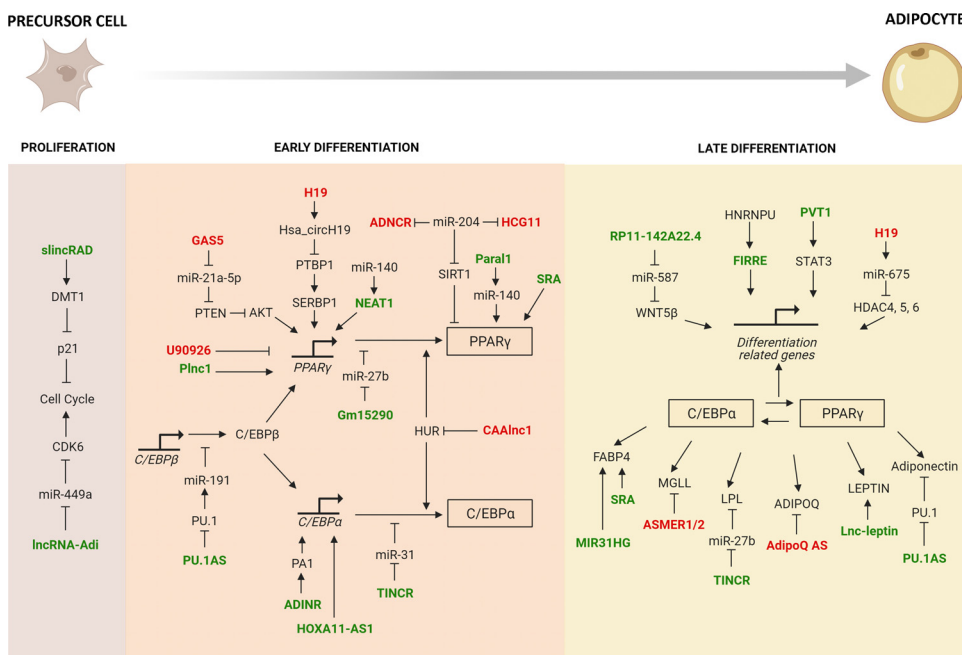 PRECURSOR CELL
ADIPOCYTE
PROLIFERATION
EARLY DIFFERENTIATION
LATE DIFFERENTIATION
slincRAD
DMT1
p21
Cell Cycle
CDK6
miR-449a
lncRNA-Adi
H19
Hsa_circH19
PTBP1
SERBP1
GAS5
miR-21a-5p
PTEN
AKT
miR-140
NEAT1
ADNCR
miR-204
HCG11
SIRT1
Paral1
miR-140
SRA
PPARγ
U90926
Plnc1
PPARγ
miR-27b
Gm15290
C/EBPβ
C/EBPβ
miR-191
PU.1
PU.1AS
HUR
CAAlnc1
C/EBPα
C/EBPα
PA1
ADINR
HOXA11-AS1
miR-31
TINCR
RP11-142A22.4
miR-587
WNT5β
HNRNPU
FIRRE
PVT1
STAT3
H19
miR-675
HDAC4, 5, 6
Differentiation
related genes
C/EBPα
PPARγ
FABP4
SRA
MIR31HG
MGLL
ASMER1/2
LPL
miR-27b
TINCR
ADIPOQ
AdipoQ AS
LEPTIN
Lnc-leptin
Adiponectin
PU.1
PU.1AS